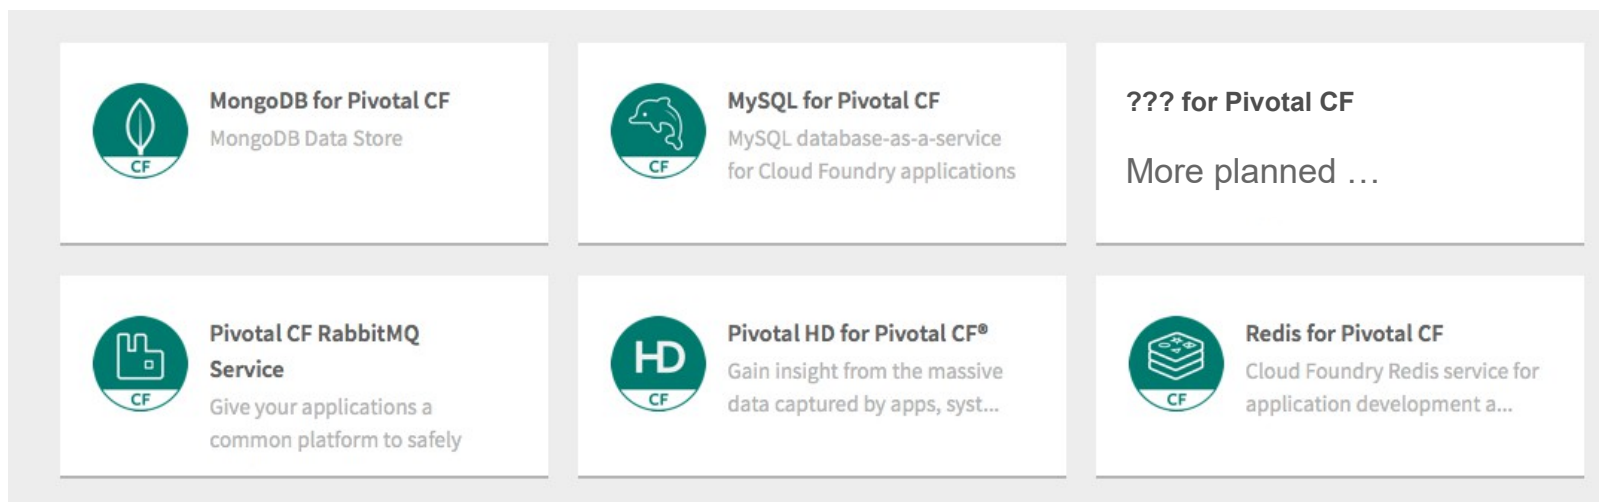 MongoDB for Pivotal CF
MongoDB Data Store
CF
MySQL for Pivotal CF
MySQL database-as-a-service
for Cloud Foundry applications
CF
??? for Pivotal CF
More planned …
Pivotal CF RabbitMQ
Service
Give your applications a
common platform to safely
CF
HD
Pivotal HD for Pivotal CF®
Gain insight from the massive
data captured by apps, syst...
CF
Redis for Pivotal CF
Cloud Foundry Redis service for
application development a...
CF